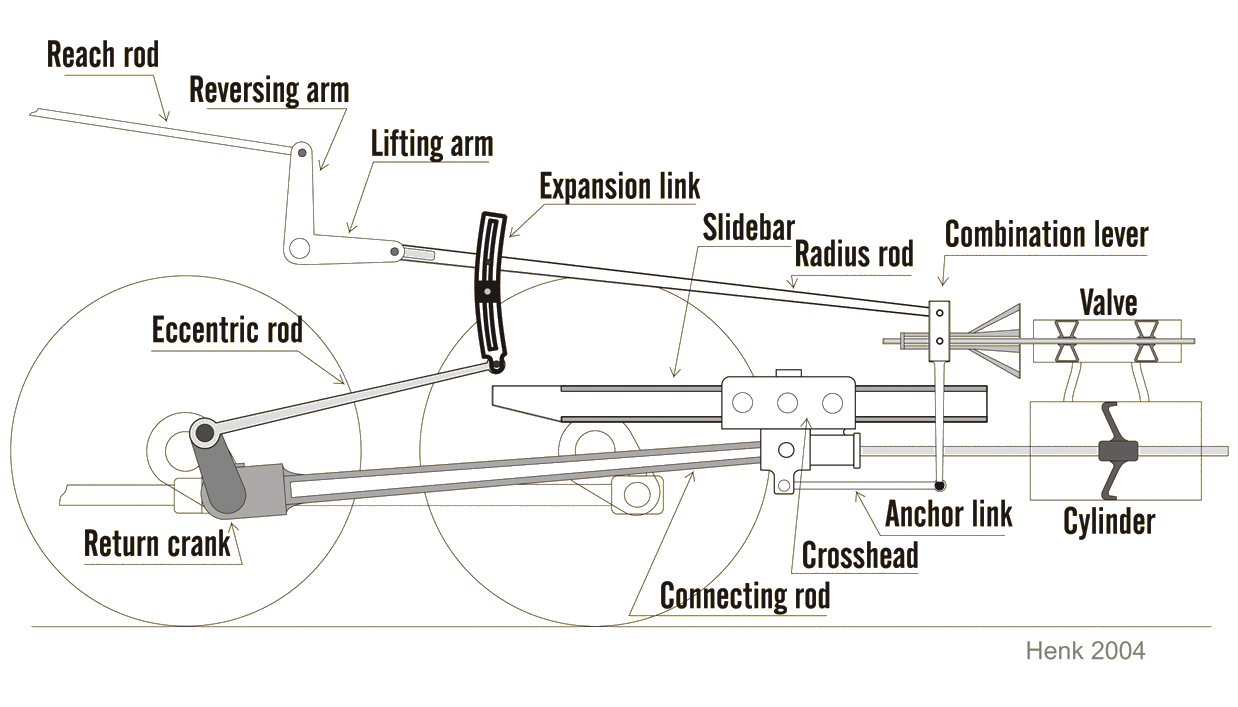 Reach rod
Reversing arm
Lifting arm
Expansion link
Slidebar
Radius rod
Combination lever
Valve
Eccentric rod
Return crank
Anchor link
Cylinder
Crosshead
Connecting rod
Henk 2004